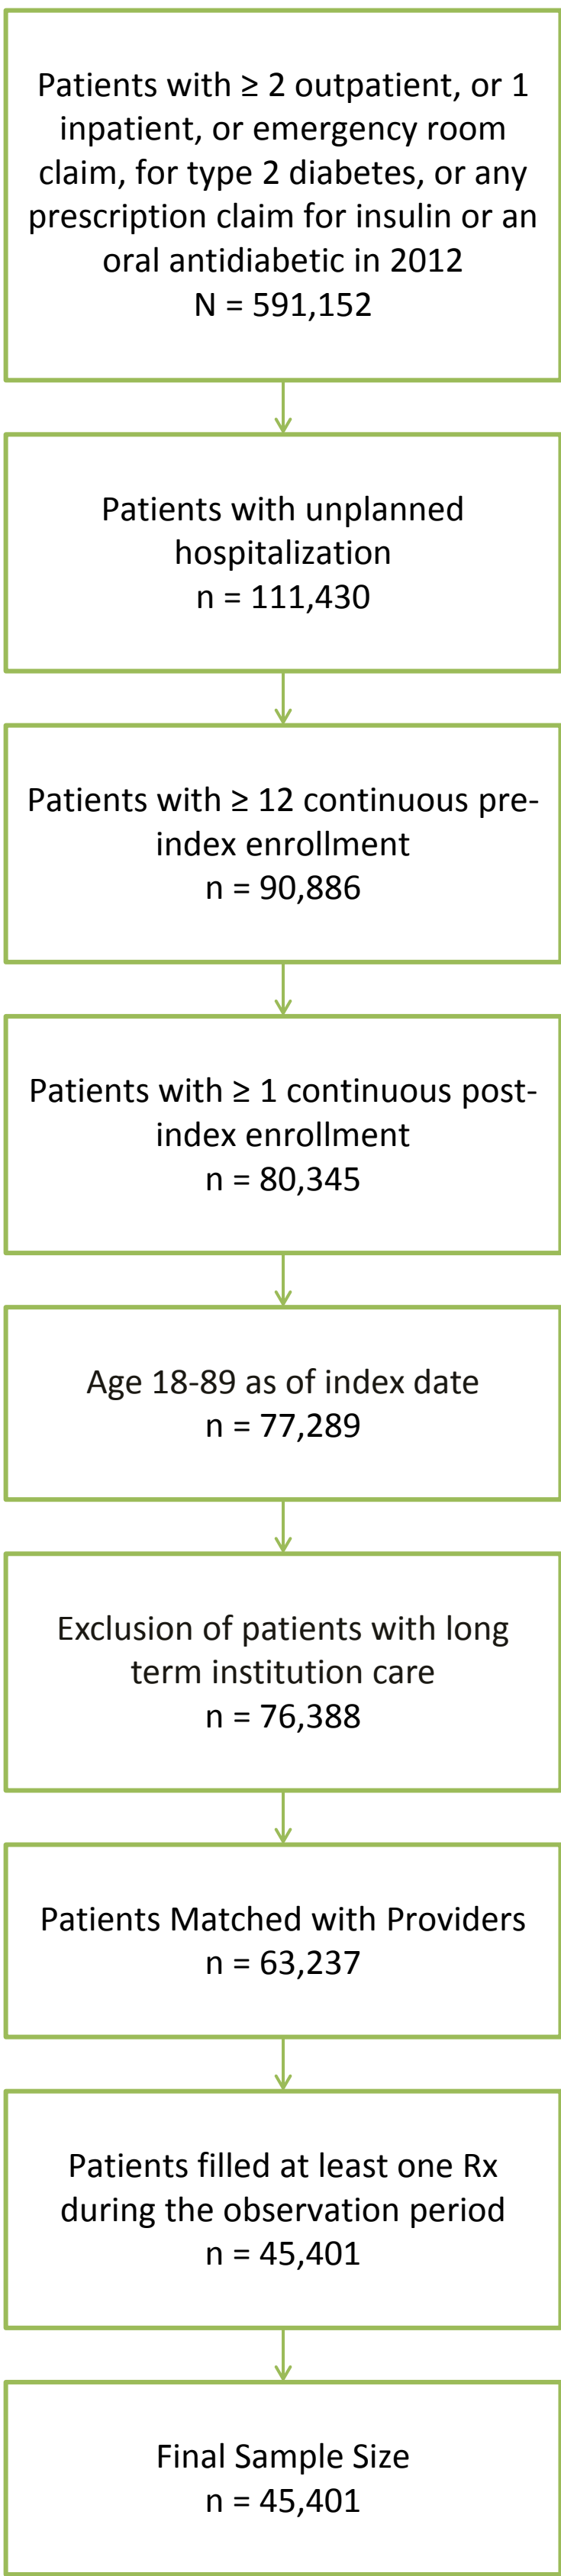 Patients with ≥ 2 outpatient, or 1
inpatient, or emergency room
claim, for type 2 diabetes, or any
prescription claim for insulin or an
oral antidiabetic in 2012
N = 591,152
Patients with unplanned
hospitalization
n = 111,430
Patients with ≥ 12 continuous pre-
index enrollment
n = 90,886
Patients with ≥ 1 continuous post-
index enrollment
n = 80,345
Age 18-89 as of index date
n = 77,289
Exclusion of patients with long
term institution care
n = 76,388
Patients Matched with Providers
n = 63,237
Patients filled at least one Rx
during the observation period
n = 45,401
Final Sample Size
n = 45,401